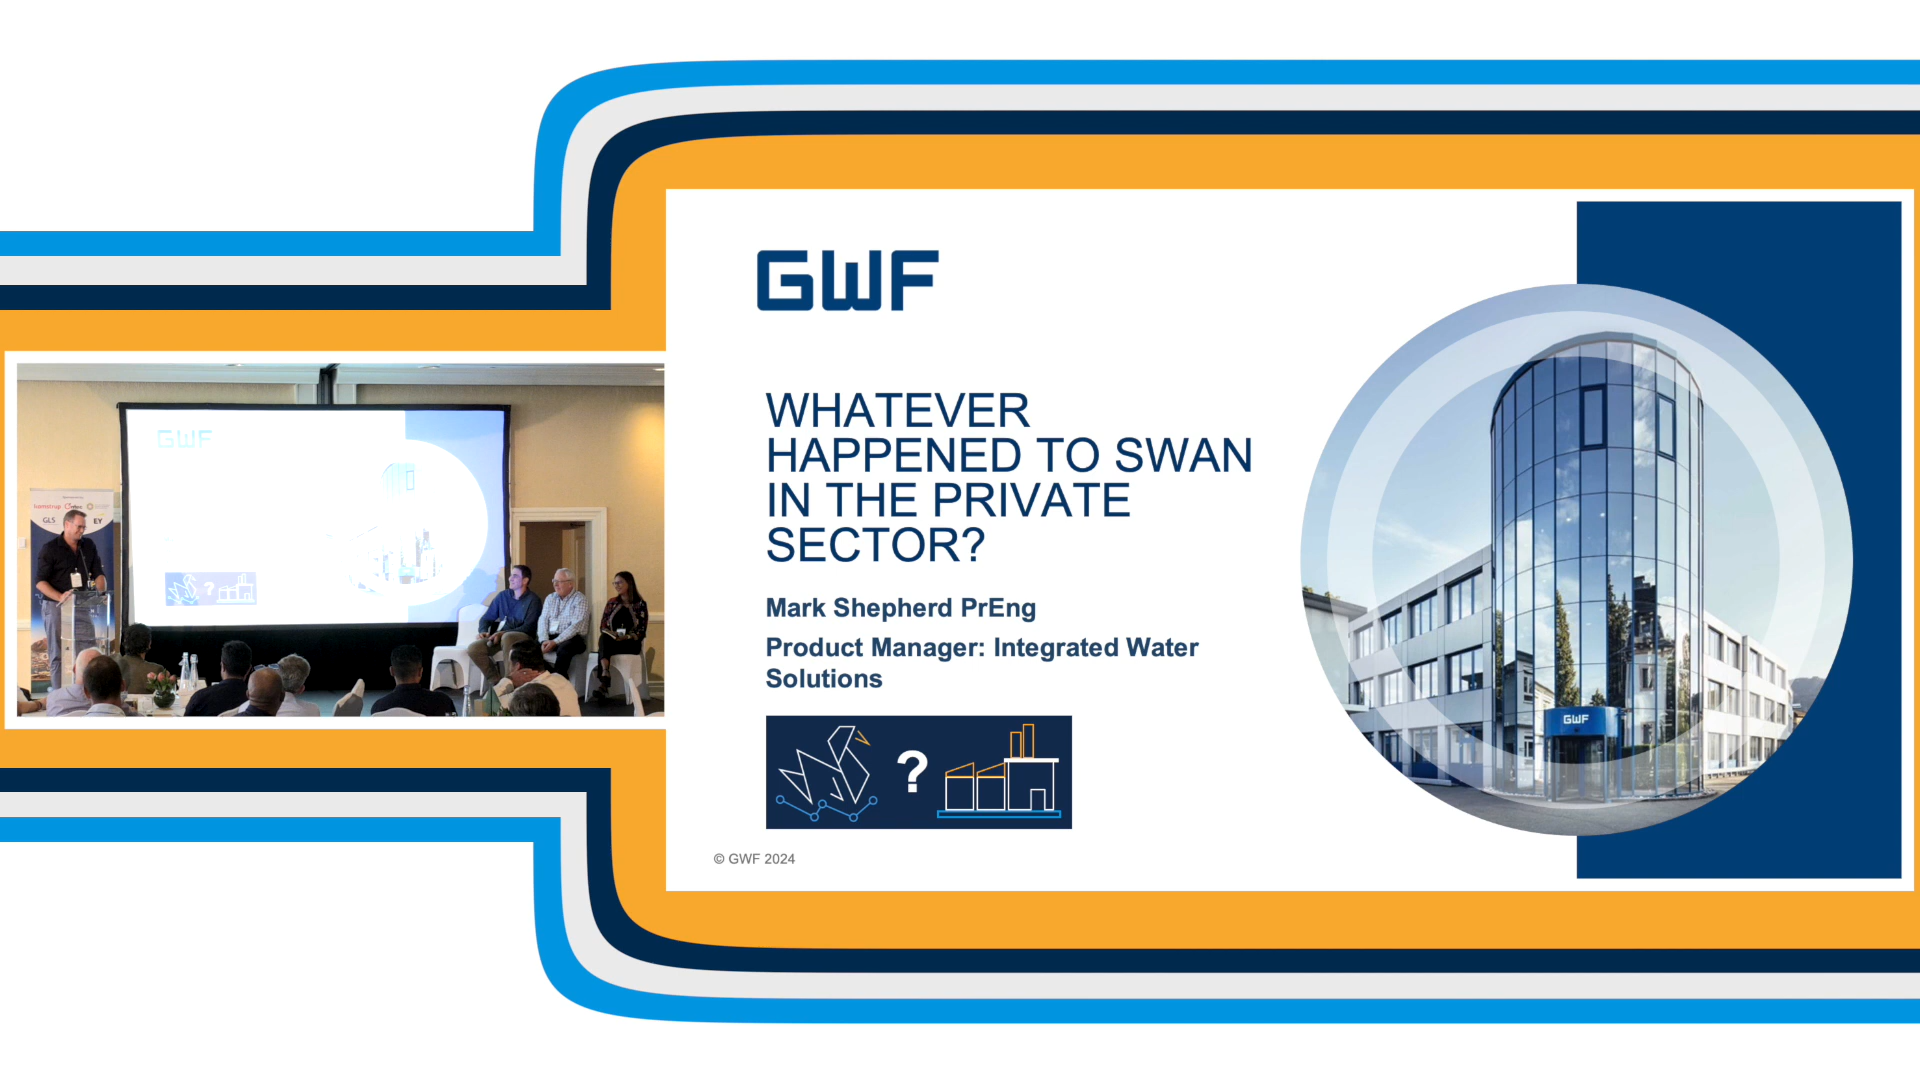 GWF
WHATEVER
HAPPENED TO SWAN
IN THE PRIVATE
SECTOR?
Mark Shepherd PrEng
Product Manager: Integrated Water
Solutions
?
© GWF 2024
GWF
GWF
?
kamstrup
GLS
EY